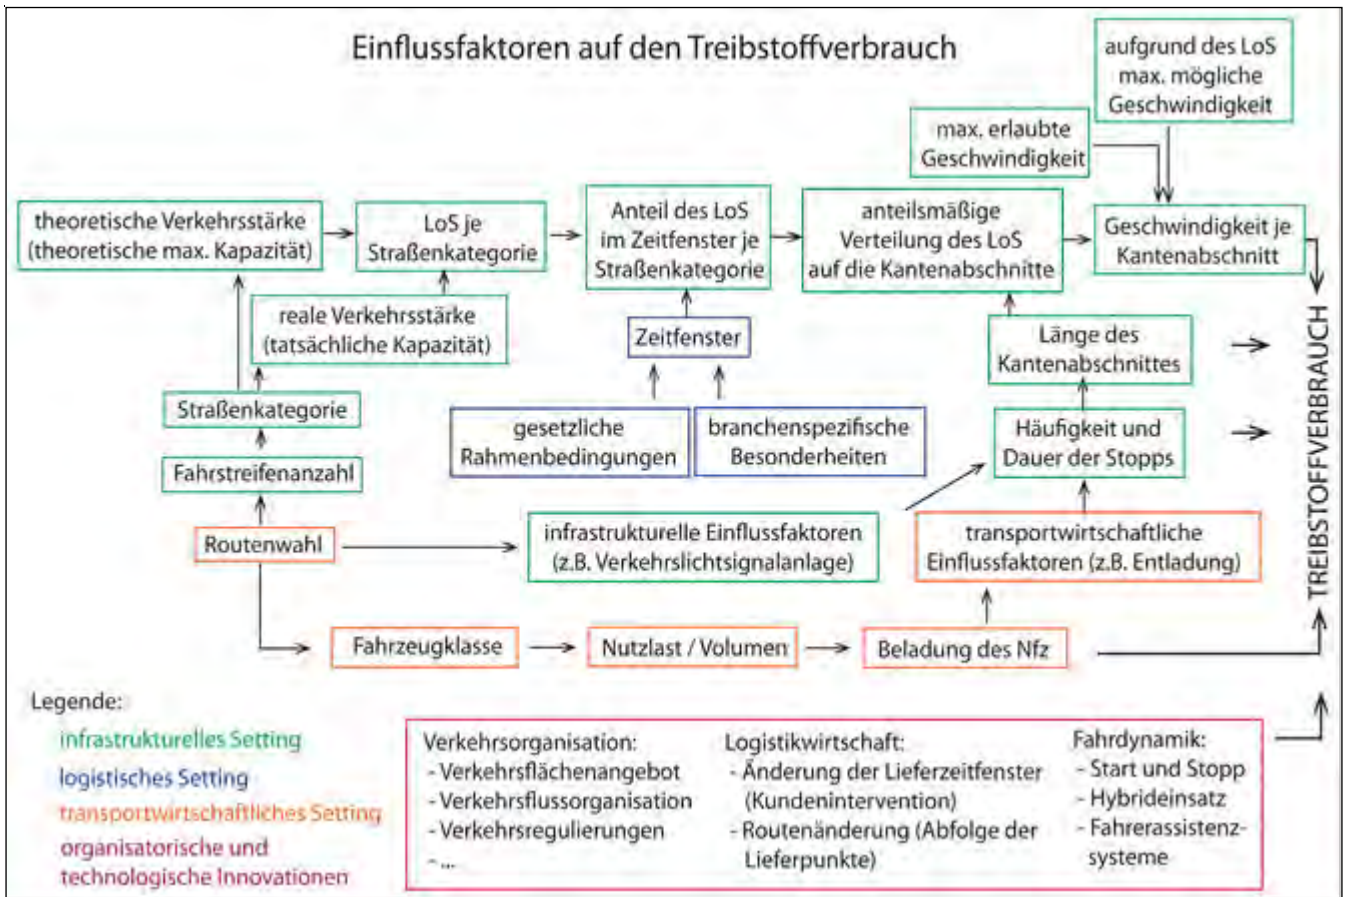 Einflussfaktoren auf den Treibstoffverbrauch
aufgrund des LoS
max. mögliche
Geschwindigkeit
max. erlaubte
Geschwindigkeit
theoretische Verkehrsstärke
(theoretische max. Kapazität)
LoS je
Straßenkategorie
Anteil des LoS
im Zeitfenster je
Straßenkategorie
anteilsmäßige
Verteilung des LoS
auf die Kantenabschnitte
Geschwindigkeit je
Kantenabschnitt
reale Verkehrsstärke
(tatsächliche Kapazität)
Zeitfenster
Länge des
Kantenabschnittes
Straßenkategorie
gesetzliche
Rahmenbedingungen
branchenspezifische
Besonderheiten
Häufigkeit und
Dauer der Stopps
Fahrstreifenanzahl
Routenwahl
infrastrukturelle Einflussfaktoren
(z.B. Verkehrslichtsignalanlage)
transportwirtschaftliche
Einflussfaktoren (z.B. Entladung)
TREIBSTOFFVERBRAUCH
Fahrzeugklasse
Nutzlast / Volumen
Beladung des Nfz
Legende:
infrastrukturelles Setting
logistisches Setting
transportwirtschaftliches Setting
organisatorische und
technologische Innovationen
Verkehrsorganisation:
- Verkehrsflächenangebot
- Verkehrsflussorganisation
- Verkehrsregulierungen
- ...
Logistikwirtschaft:
- Änderung der Lieferzeitfenster
(Kundenintervention)
- Routenänderung (Abfolge der
Lieferpunkte)
Fahrdynamik:
- Start und Stopp
- Hybrideinsatz
- Fahrerassistenz-
systeme